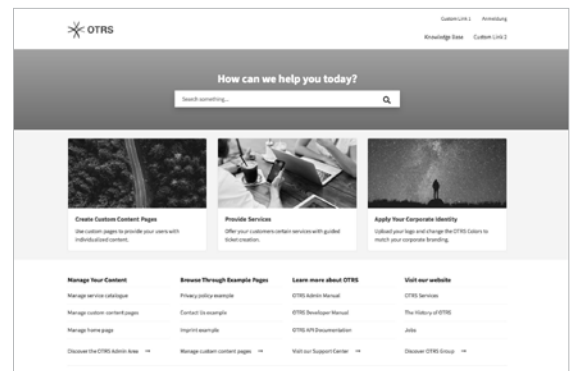 Custom Link 1 Anmeldung
OTRS
Knowledge Base Custom Link 2
How can we help you today?
Search something...
Create Custom Content Pages
Use custom pages to provide your users with
individualized content.
Provide Services
Offer your customers certain services with guided
ticket creation.
Apply Your Corporate Identity
Upload your logo and change the OTRS Colors to
match your corporate branding.
Manage Your Content
Manage service catalogue
Manage custom content pages
Manage home page
Discover the OTRS Admin Area →
Browse Through Example Pages
Privacy policy example
Contact Us example
Imprint example
Manage custom content pages →
Learn more about OTRS
OTRS Admin Manual
OTRS Developer Manual
OTRS API Documentation
Visit our Support Center →
Visit our website
OTRS Services
The History of OTRS
Jobs
Discover OTRS Group →